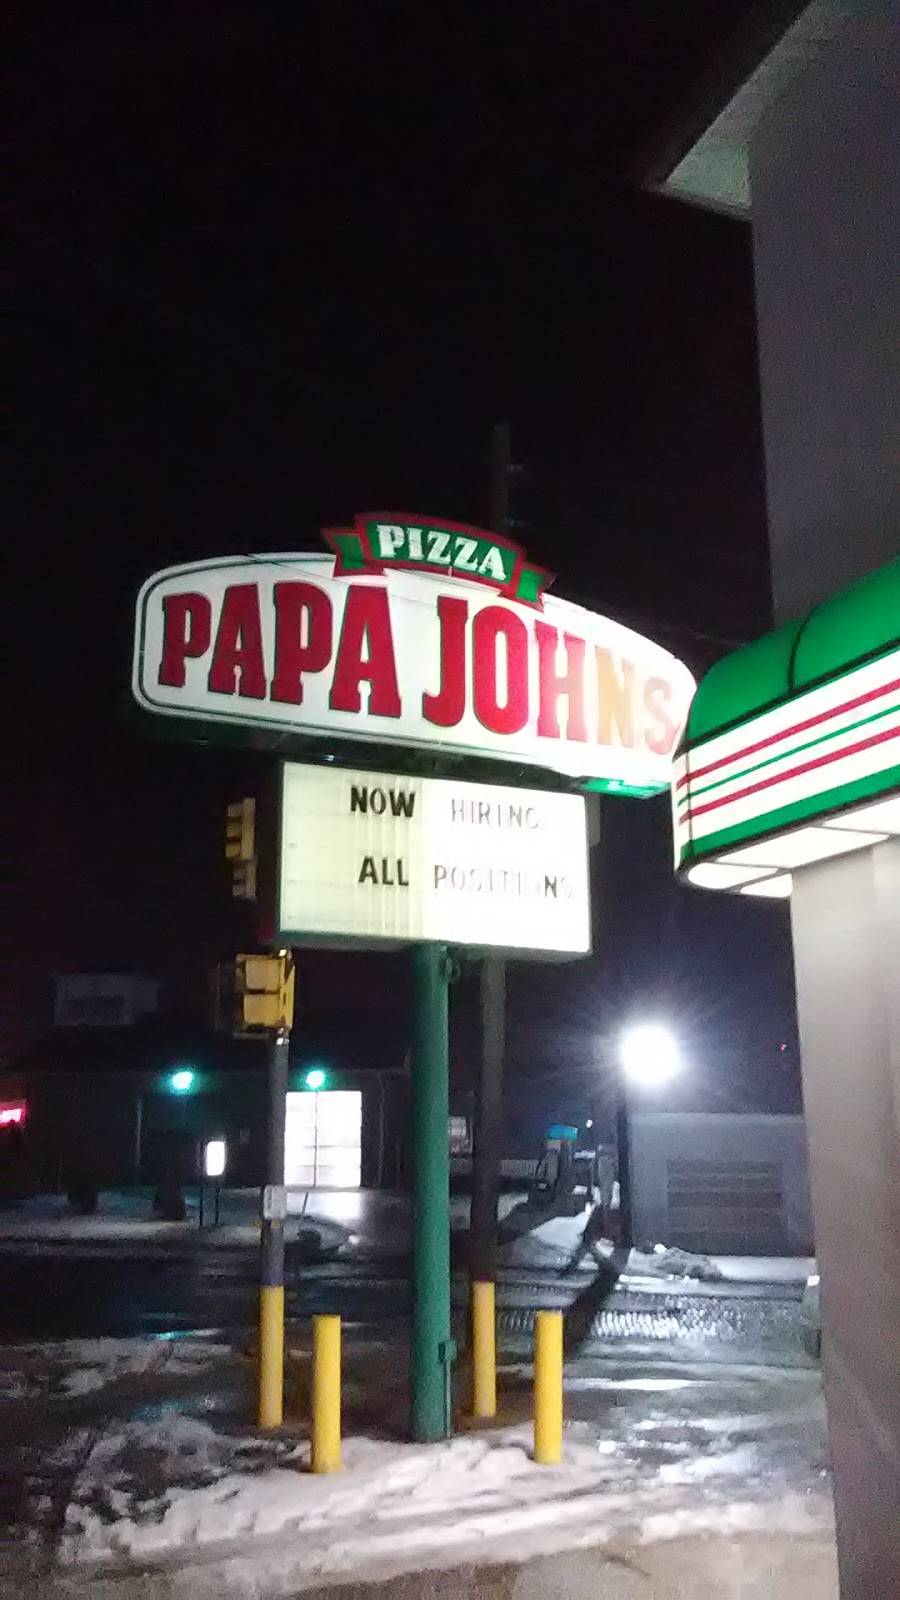 PIZZA
PAPA JOHNS
NOW HIRING
ALL POSITIONS